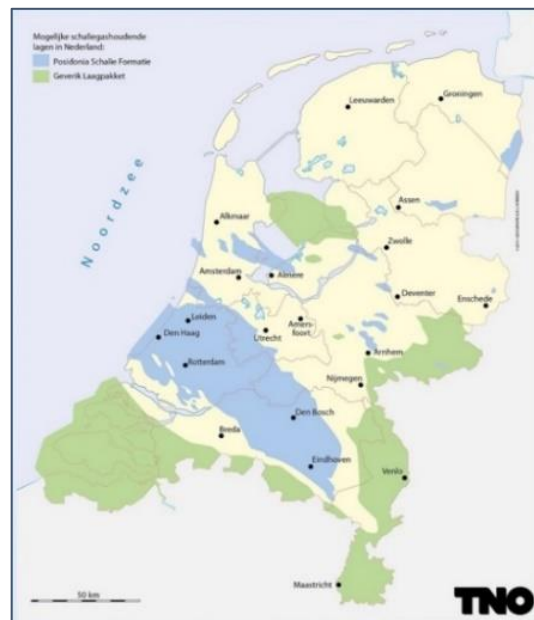 Mogelijke schaliegashoudende
lagen in Nederland:
Posidonia Schalie Formatie
Geverik Laagpakket
Groningen
Leeuwarden
Noordzee
Assen
Alkmaar
Zwolle
Amsterdam
Almere
Deventer
Enschede
Leiden
Amers-
foort
Utrecht
Den Haag
Arnhem
Rotterdam
Nijmegen
Den Bosch
Breda
Eindhoven
Venlo
Maastricht
50 km
TNO